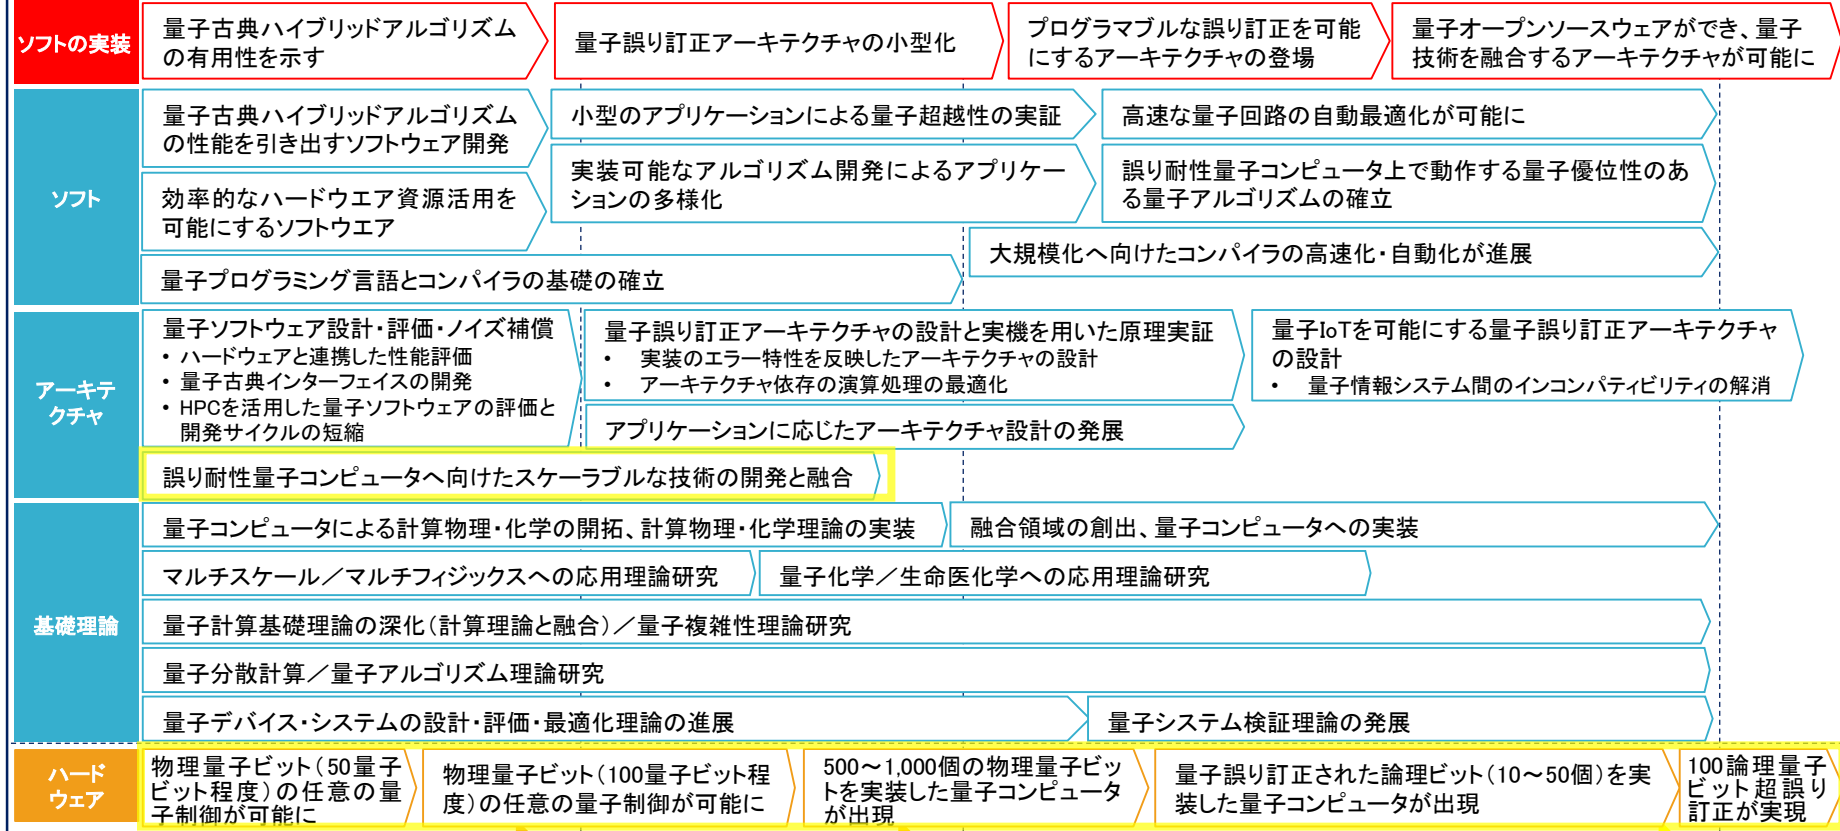 ソフトの実装
量子古典ハイブリッドアルゴリズム
の有用性を示す
量子誤り訂正アーキテクチャの小型化
プログラマブルな誤り訂正を可能
にするアーキテクチャの登場
量子オープンソースウェアができ、量子
技術を融合するアーキテクチャが可能に
ソフト
量子古典ハイブリッドアルゴリズム
の性能を引き出すソフトウェア開発
小型のアプリケーションによる量子超越性の実証
高速な量子回路の自動最適化が可能に
効率的なハードウエア資源活用を
可能にするソフトウエア
実装可能なアルゴリズム開発によるアプリケー
ションの多様化
誤り耐性量子コンピュータ上で動作する量子優位性のあ
る量子アルゴリズムの確立
大規模化へ向けたコンパイラの高速化・自動化が進展
量子プログラミング言語とコンパイラの基礎の確立
アーキテ
クチャ
量子ソフトウェア設計・評価・ノイズ補償
• ハードウェアと連携した性能評価
• 量子古典インターフェイスの開発
• HPCを活用した量子ソフトウェアの評価と
開発サイクルの短縮
量子誤り訂正アーキテクチャの設計と実機を用いた原理実証
• 実装のエラー特性を反映したアーキテクチャの設計
• アーキテクチャ依存の演算処理の最適化
量子IoTを可能にする量子誤り訂正アーキテクチャ
の設計
• 量子情報システム間のインコンパティビリティの解消
アプリケーションに応じたアーキテクチャ設計の発展
誤り耐性量子コンピュータへ向けたスケーラブルな技術の開発と融合
基礎理論
量子コンピュータによる計算物理・化学の開拓、計算物理・化学理論の実装
融合領域の創出、量子コンピュータへの実装
マルチスケール／マルチフィジックスへの応用理論研究
量子化学／生命医化学への応用理論研究
量子計算基礎理論の深化（計算理論と融合）／量子複雑性理論研究
量子分散計算／量子アルゴリズム理論研究
量子デバイス・システムの設計・評価・最適化理論の進展
量子システム検証理論の発展
ハード
ウェア
物理量子ビット（50量子
ビット程度）の任意の量
子制御が可能に
物理量子ビット（100量子ビット程
度）の任意の量子制御が可能に
500～1,000個の物理量子ビッ
トを実装した量子コンピュータ
が出現
量子誤り訂正された論理ビット（10～50個）を実
装した量子コンピュータが出現
100論理量子
ビット超誤り
訂正が実現